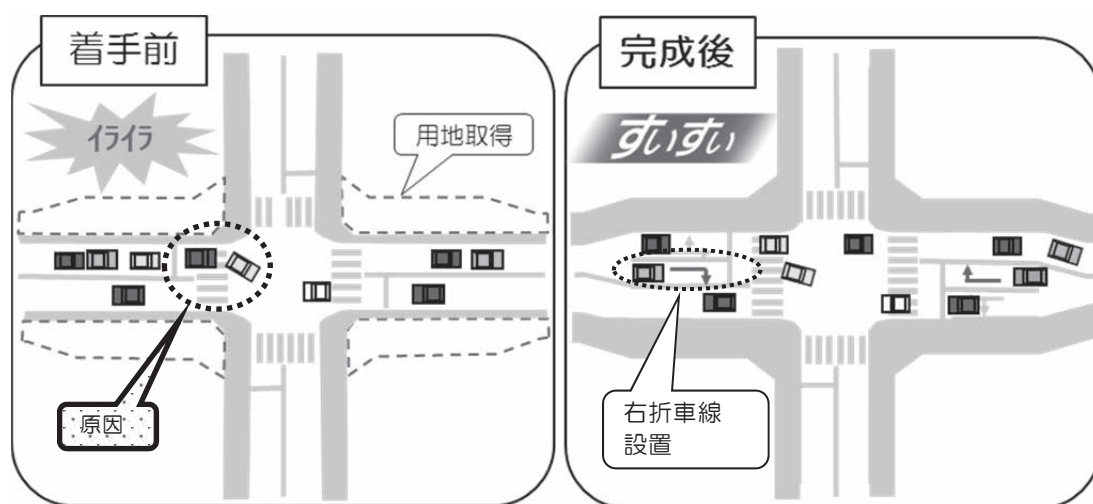 着手前
イライラ
用地取得
原因
完成後
すいすい
右折車線
設置